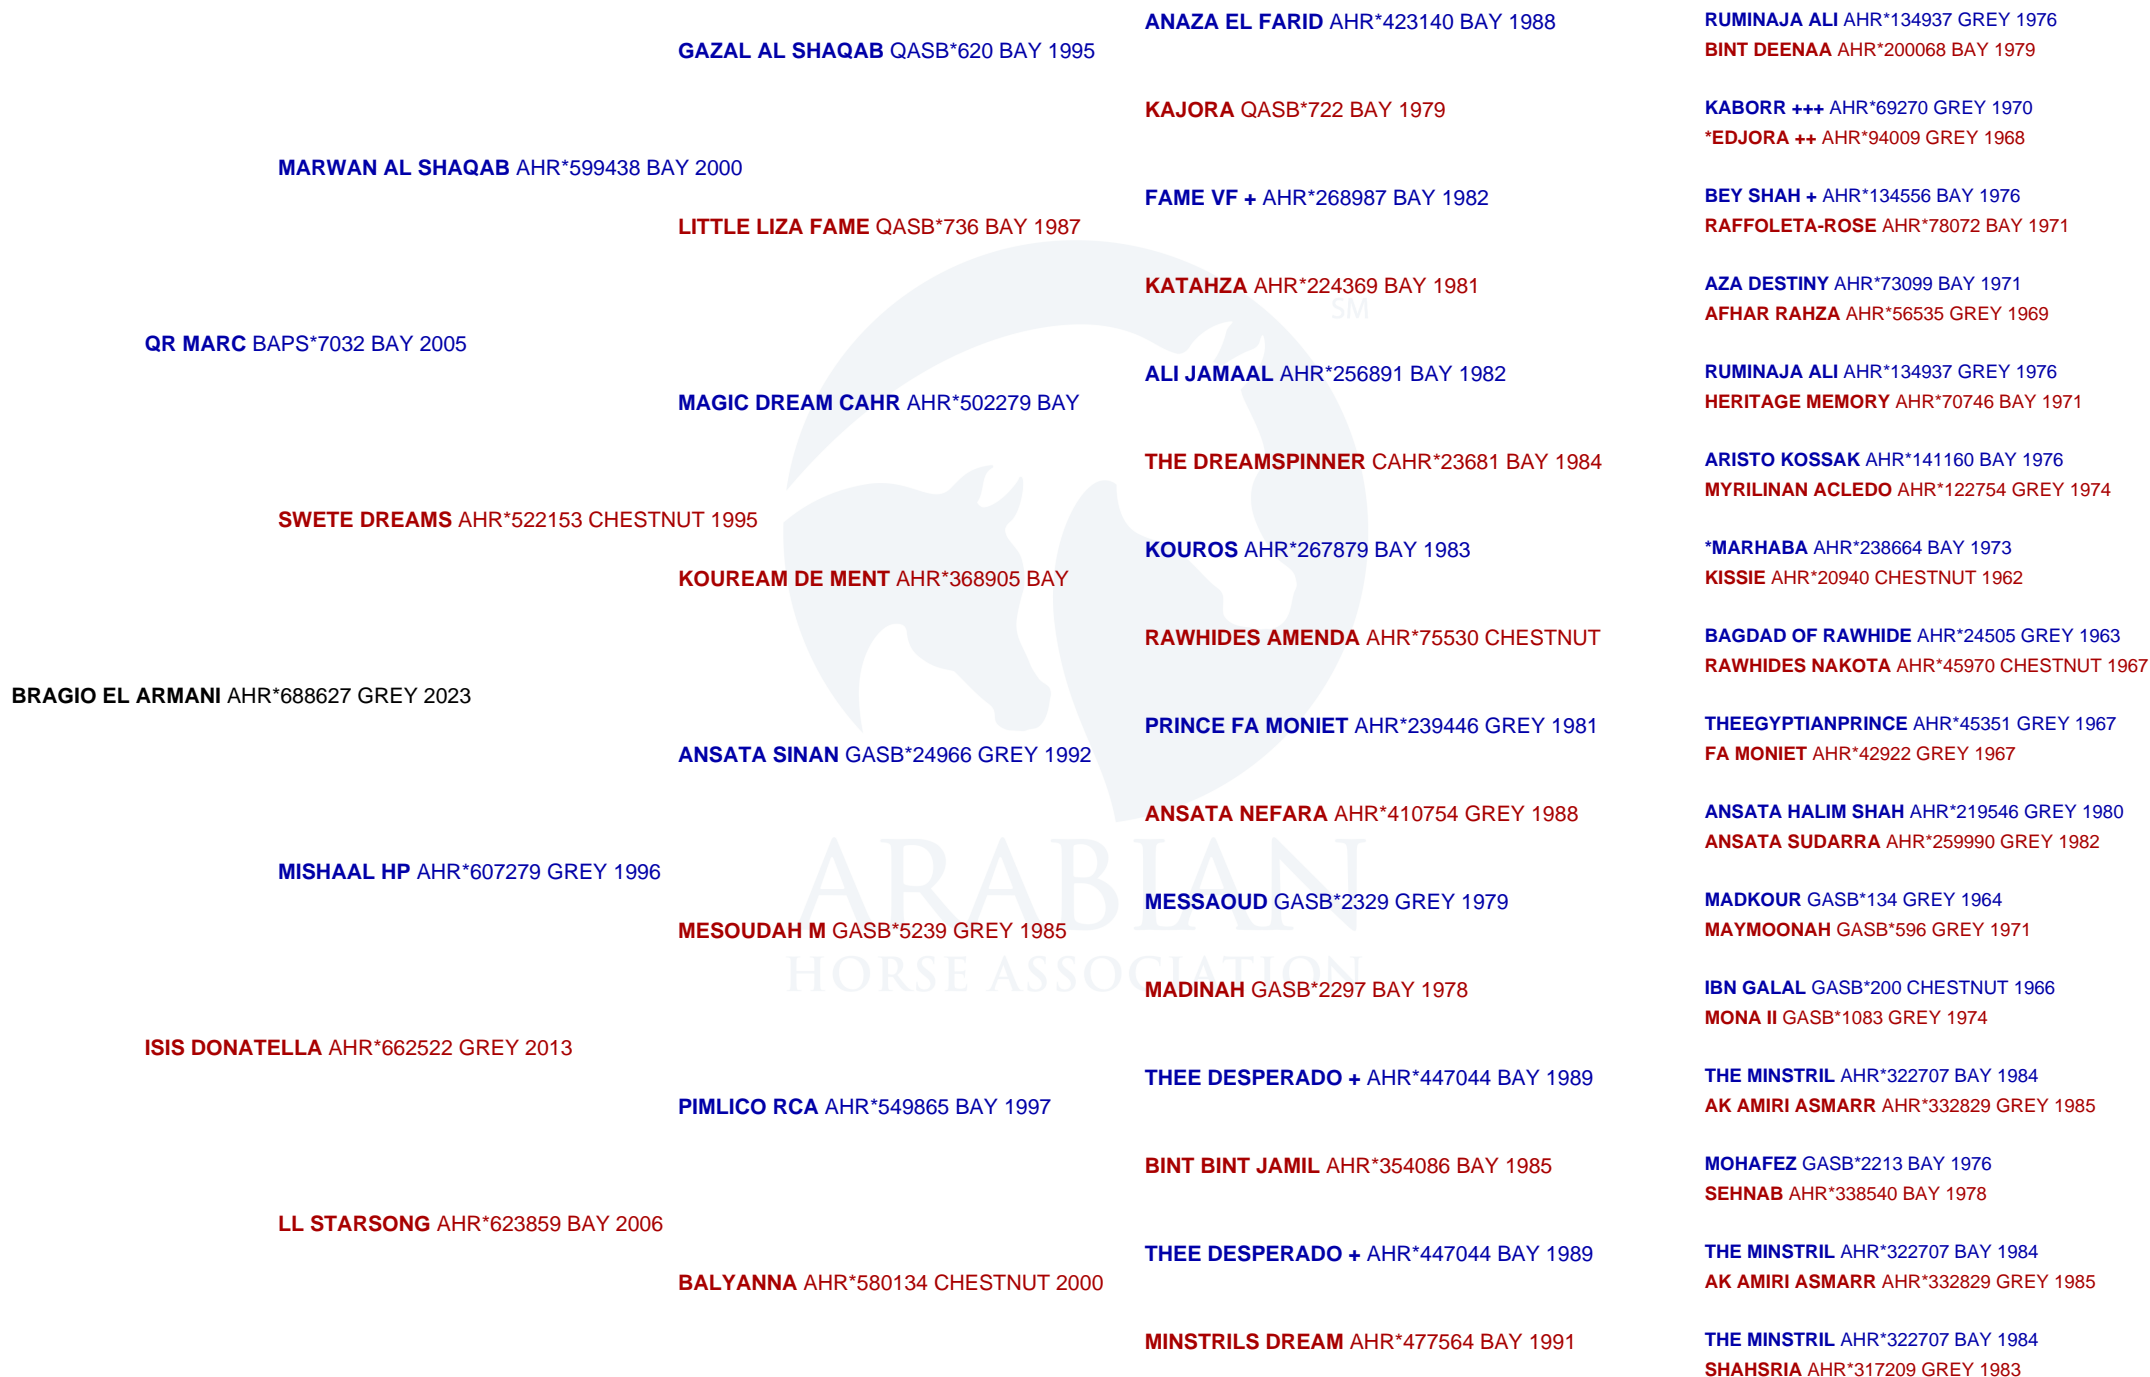 ANAZA EL FARID AHR*423140 BAY 1988
RUMINAJA ALI AHR*134937 GREY 1976
GAZAL AL SHAQAB QASB*620 BAY 1995
BINT DEENAA AHR*200068 BAY 1979
KAJORA QASB*722 BAY 1979
KABORR +++ AHR*69270 GREY 1970
*EDJORA ++ AHR*94009 GREY 1968
MARWAN AL SHAQAB AHR*599438 BAY 2000
FAME VF + AHR*268987 BAY 1982
BEY SHAH + AHR*134556 BAY 1976
LITTLE LIZA FAME QASB*736 BAY 1987
RAFFOLETA-ROSE AHR*78072 BAY 1971
KATAHZA AHR*224369 BAY 1981
AZA DESTINY AHR*73099 BAY 1971
SM
AFHAR RAHZA AHR*56535 GREY 1969
QR MARC BAPS*7032 BAY 2005
ALI JAMAAL AHR*256891 BAY 1982
RUMINAJA ALI AHR*134937 GREY 1976
MAGIC DREAM CAHR AHR*502279 BAY
HERITAGE MEMORY AHR*70746 BAY 1971
THE DREAMSPINNER CAHR*23681 BAY 1984
ARISTO KOSSAK AHR*141160 BAY 1976
MYRILINAN ACLEDO AHR*122754 GREY 1974
SWETE DREAMS AHR*522153 CHESTNUT 1995
KOUROS AHR*267879 BAY 1983
*MARHABA AHR*238664 BAY 1973
KOUREAM DE MENT AHR*368905 BAY
KISSIE AHR*20940 CHESTNUT 1962
RAWHIDES AMENDA AHR*75530 CHESTNUT
BAGDAD OF RAWHIDE AHR*24505 GREY 1963
RAWHIDES NAKOTA AHR*45970 CHESTNUT 1967
BRAGIO EL ARMANI AHR*688627 GREY 2023
PRINCE FA MONIET AHR*239446 GREY 1981
THEEGYPTIANPRINCE AHR*45351 GREY 1967
ANSATA SINAN GASB*24966 GREY 1992
FA MONIET AHR*42922 GREY 1967
ANSATA NEFARA AHR*410754 GREY 1988
ANSATA HALIM SHAH AHR*219546 GREY 1980
ANSATA SUDARRA AHR*259990 GREY 1982
MISHAAL HP AHR*607279 GREY 1996
ARABIAN
MESSAOUD GASB*2329 GREY 1979
MADKOUR GASB*134 GREY 1964
MESOUDAH M GASB*5239 GREY 1985
MAYMOONAH GASB*596 GREY 1971
HORSE ASSOCIATION
MADINAH GASB*2297 BAY 1978
IBN GALAL GASB*200 CHESTNUT 1966
MONA II GASB*1083 GREY 1974
ISIS DONATELLA AHR*662522 GREY 2013
THEE DESPERADO + AHR*447044 BAY 1989
THE MINSTRIL AHR*322707 BAY 1984
PIMLICO RCA AHR*549865 BAY 1997
AK AMIRI ASMARR AHR*332829 GREY 1985
BINT BINT JAMIL AHR*354086 BAY 1985
MOHAFEZ GASB*2213 BAY 1976
SEHNAB AHR*338540 BAY 1978
LL STARSONG AHR*623859 BAY 2006
THEE DESPERADO + AHR*447044 BAY 1989
THE MINSTRIL AHR*322707 BAY 1984
BALYANNA AHR*580134 CHESTNUT 2000
AK AMIRI ASMARR AHR*332829 GREY 1985
MINSTRILS DREAM AHR*477564 BAY 1991
THE MINSTRIL AHR*322707 BAY 1984
SHAHSRIA AHR*317209 GREY 1983